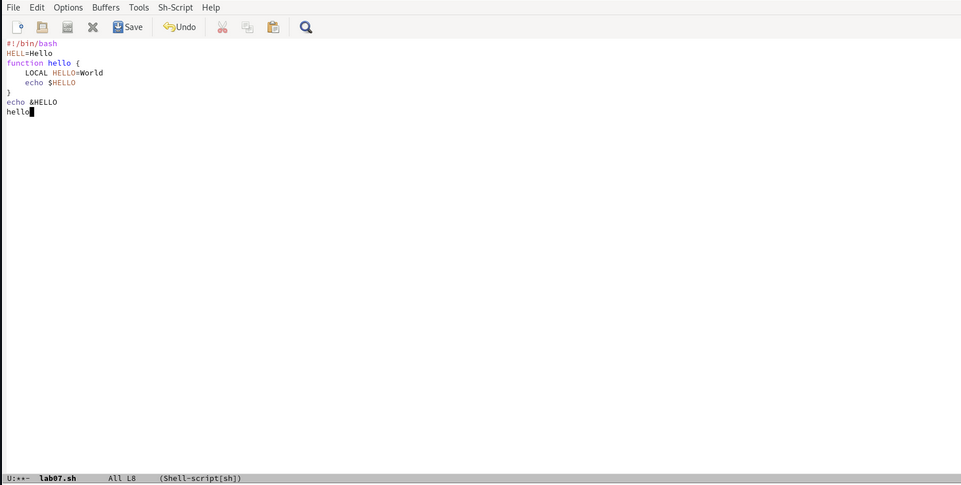 File Edit Options Buffers Tools Sh-Script Help
Save Undo
#!/bin/bash
HELL=Hello
function hello {
    LOCAL HELLO=World
    echo $HELLO
}
echo &HELLO
hello
U:**- lab07.sh All L8 (Shell-script[sh])